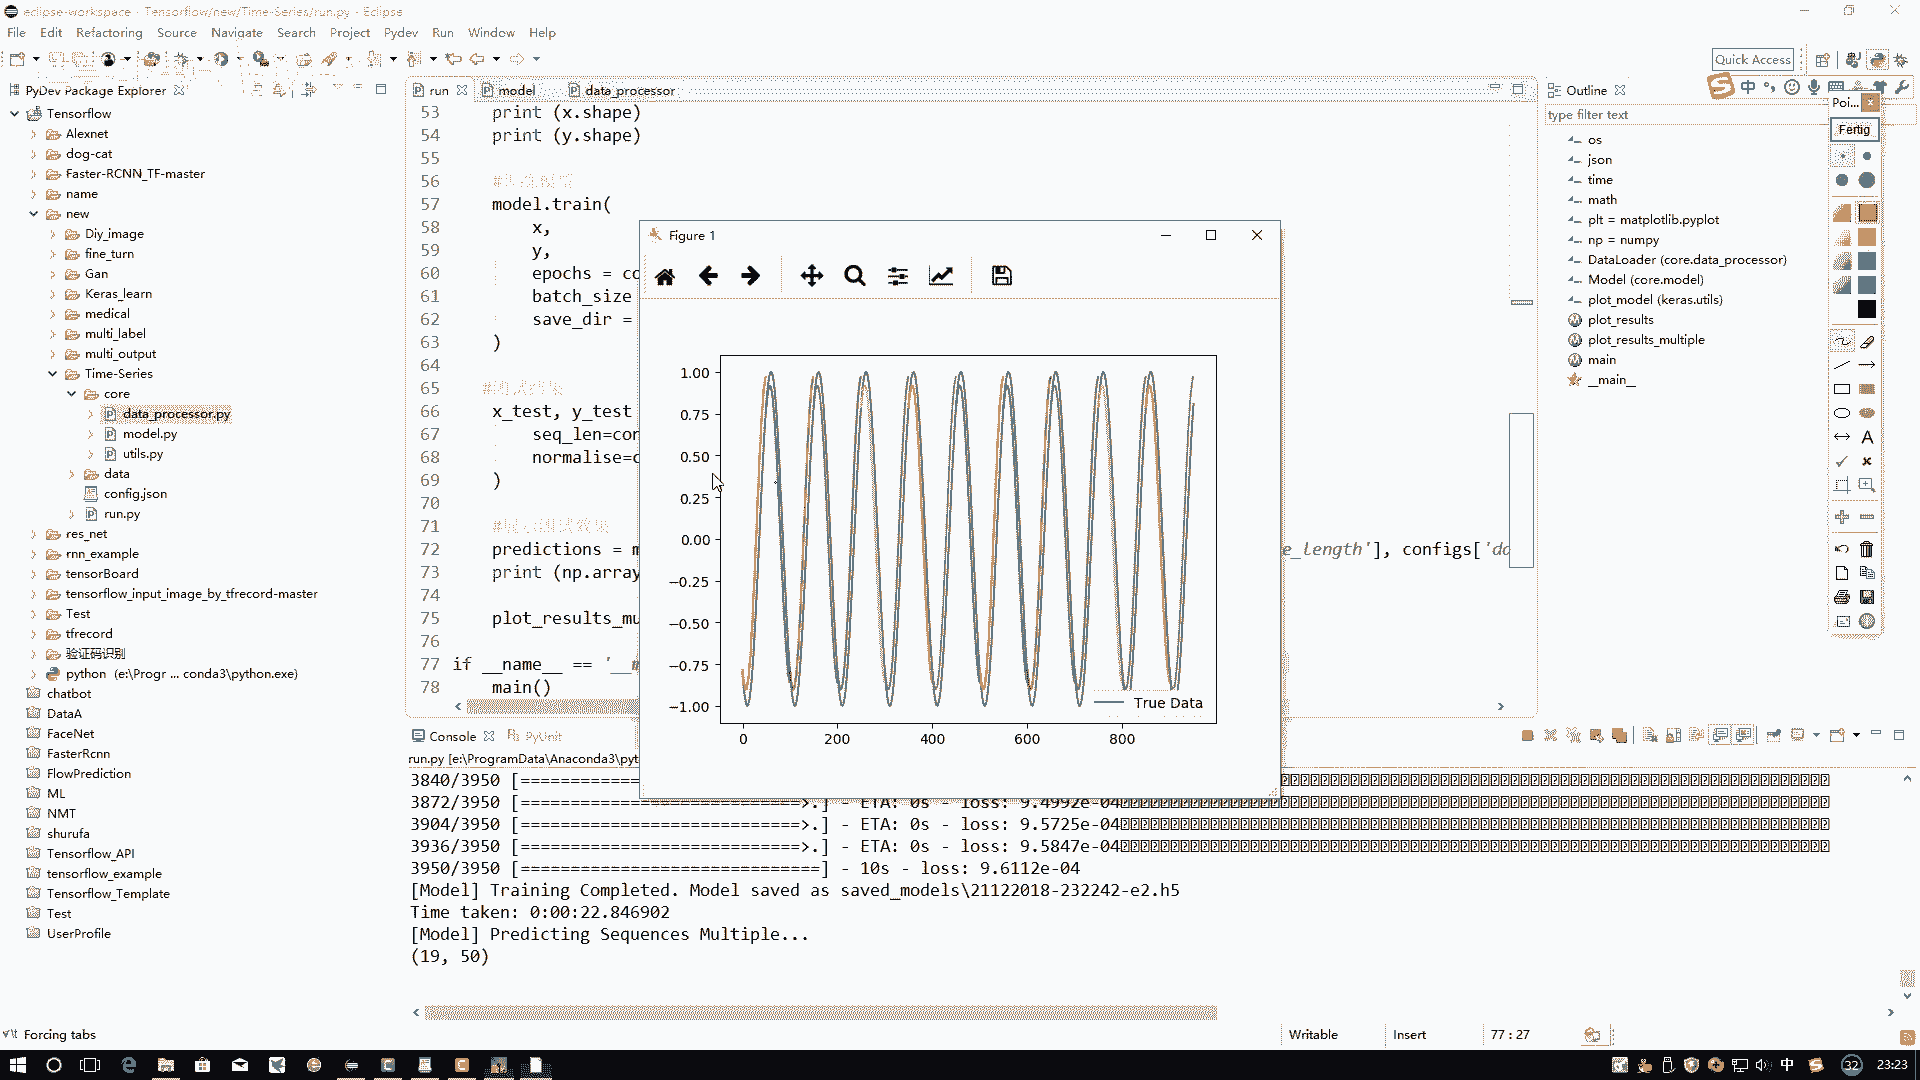 eclipse-workspace - Tensorflow/new/Time-Series/run.py - Eclipse
File Edit Refactoring Source Navigate Search Project Pydev Run Window Help
Quick Access
PyDev Package Explorer
Tensorflow
Alexnet
dog-cat
Faster-RCNN_TF-master
name
new
Diy_image
fine_turn
Gan
Keras_learn
medical
multi_label
multi_output
Time-Series
core
data_processor.py
model.py
utils.py
data
config.json
run.py
res_net
rnn_example
tensorBoard
tensorflow_input_image_by_tfrecord-master
Test
tfrecord
验证码识别
python (e:\Progr ... conda3\python.exe)
chatbot
DataA
FaceNet
FasterRcnn
FlowPrediction
ML
NMT
shurufa
Tensorflow_API
tensorflow_example
Tensorflow_Template
Test
UserProfile
run model data_processor
53 print (x.shape)
54 print (y.shape)
55
56
57 model.train(
58 x,
59 y,
60 epochs = co
61 batch_size
62 save_dir =
63 )
64
65
66 x_test, y_test
67 seq_len=con
68 normalise=c
69 )
70
71
72 predictions = m e_length'], configs['da
73 print (np.array
74
75 plot_results_mu
76
77 if __name__ == '__m
78 main()
Figure 1
1.00
0.75
0.50
0.25
0.00
−0.25
−0.50
−0.75
−1.00
0 200 400 600 800
True Data
Outline
type filter text
os
json
time
math
plt = matplotlib.pyplot
np = numpy
DataLoader (core.data_processor)
Model (core.model)
plot_model (keras.utils)
plot_results
plot_results_multiple
main
__main__
中
Poi...
Fertig
A
Console PyUnit
run.py [e:\ProgramData\Anaconda3\pyt
3840/3950 [=====
3872/3950 [============================>.] - ETA: 0s - loss: 9.4992e-04
3904/3950 [============================>.] - ETA: 0s - loss: 9.5725e-04
3936/3950 [============================>.] - ETA: 0s - loss: 9.5847e-04
3950/3950 [==============================] - 10s - loss: 9.6112e-04
[Model] Training Completed. Model saved as saved_models\21122018-232242-e2.h5
Time taken: 0:00:22.846902
[Model] Predicting Sequences Multiple...
(19, 50)
Forcing tabs
Writable Insert 77 : 27
中 32 23:23